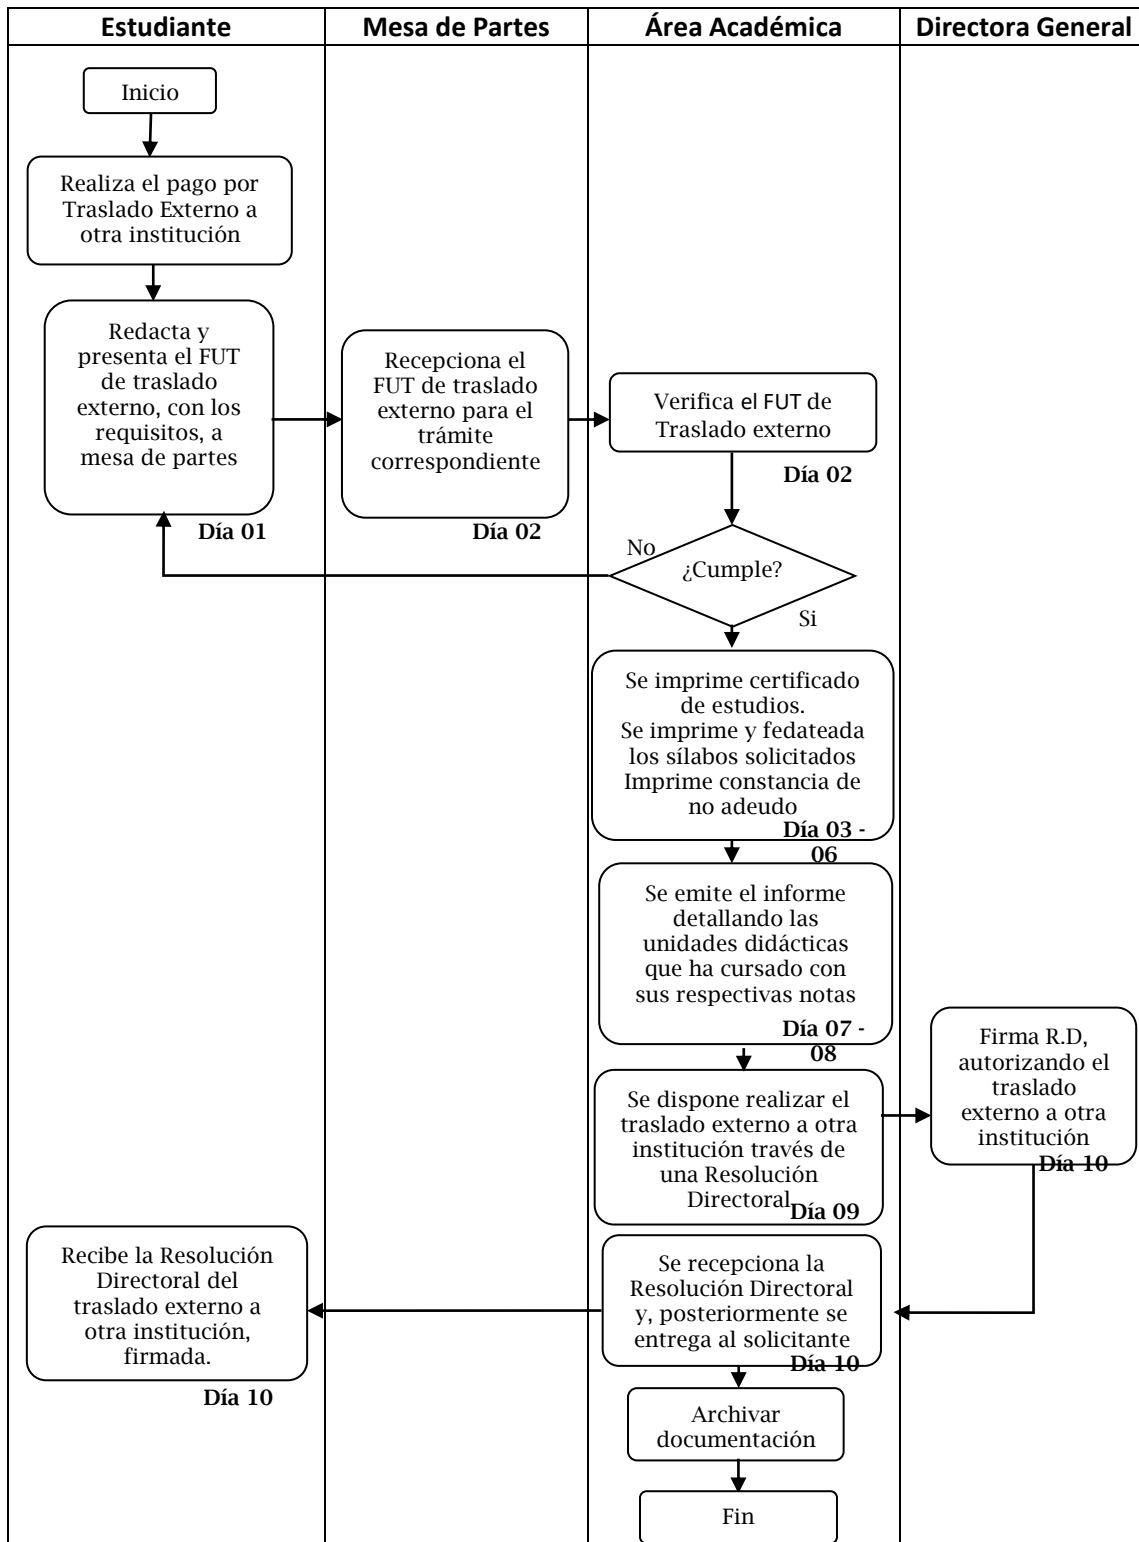 Estudiante
Mesa de Partes
Área Académica
Directora General
Inicio
Realiza el pago por
Traslado Externo a
otra institución
Redacta y
presenta el FUT
de traslado
externo, con los
requisitos, a
mesa de partes
Día 01
Recepciona el
FUT de traslado
externo para el
trámite
correspondiente
Día 02
Verifica el FUT de
Traslado externo
Día 02
No
¿Cumple?
Si
Se imprime certificado
de estudios.
Se imprime y fedateada
los sílabos solicitados
Imprime constancia de
no adeudo
Día 03 -
06
Se emite el informe
detallando las
unidades didácticas
que ha cursado con
sus respectivas notas
Día 07 -
08
Se dispone realizar el
traslado externo a otra
institución través de
una Resolución
Directoral
Día 09
Firma R.D,
autorizando el
traslado
externo a otra
institución
Día 10
Se recepciona la
Resolución Directoral
y, posteriormente se
entrega al solicitante
Día 10
Recibe la Resolución
Directoral del
traslado externo a
otra institución,
firmada.
Día 10
Archivar
documentación
Fin